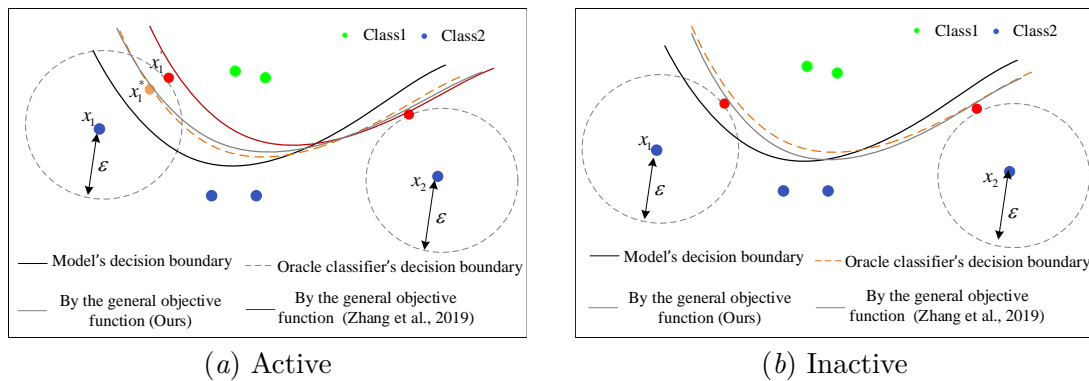 Class1 Class2
x₁'
x₁*
x₁
ε
x₂
ε
Model's decision boundary Oracle classifier's decision boundary
By the general objective
function (Ours)
By the general objective
function (Zhang et al., 2019)
(a) Active
Class1 Class2
x₁
ε
x₂
ε
Model's decision boundary Oracle classifier's decision boundary
By the general objective
function (Ours)
By the general objective
function (Zhang et al., 2019)
(b) Inactive